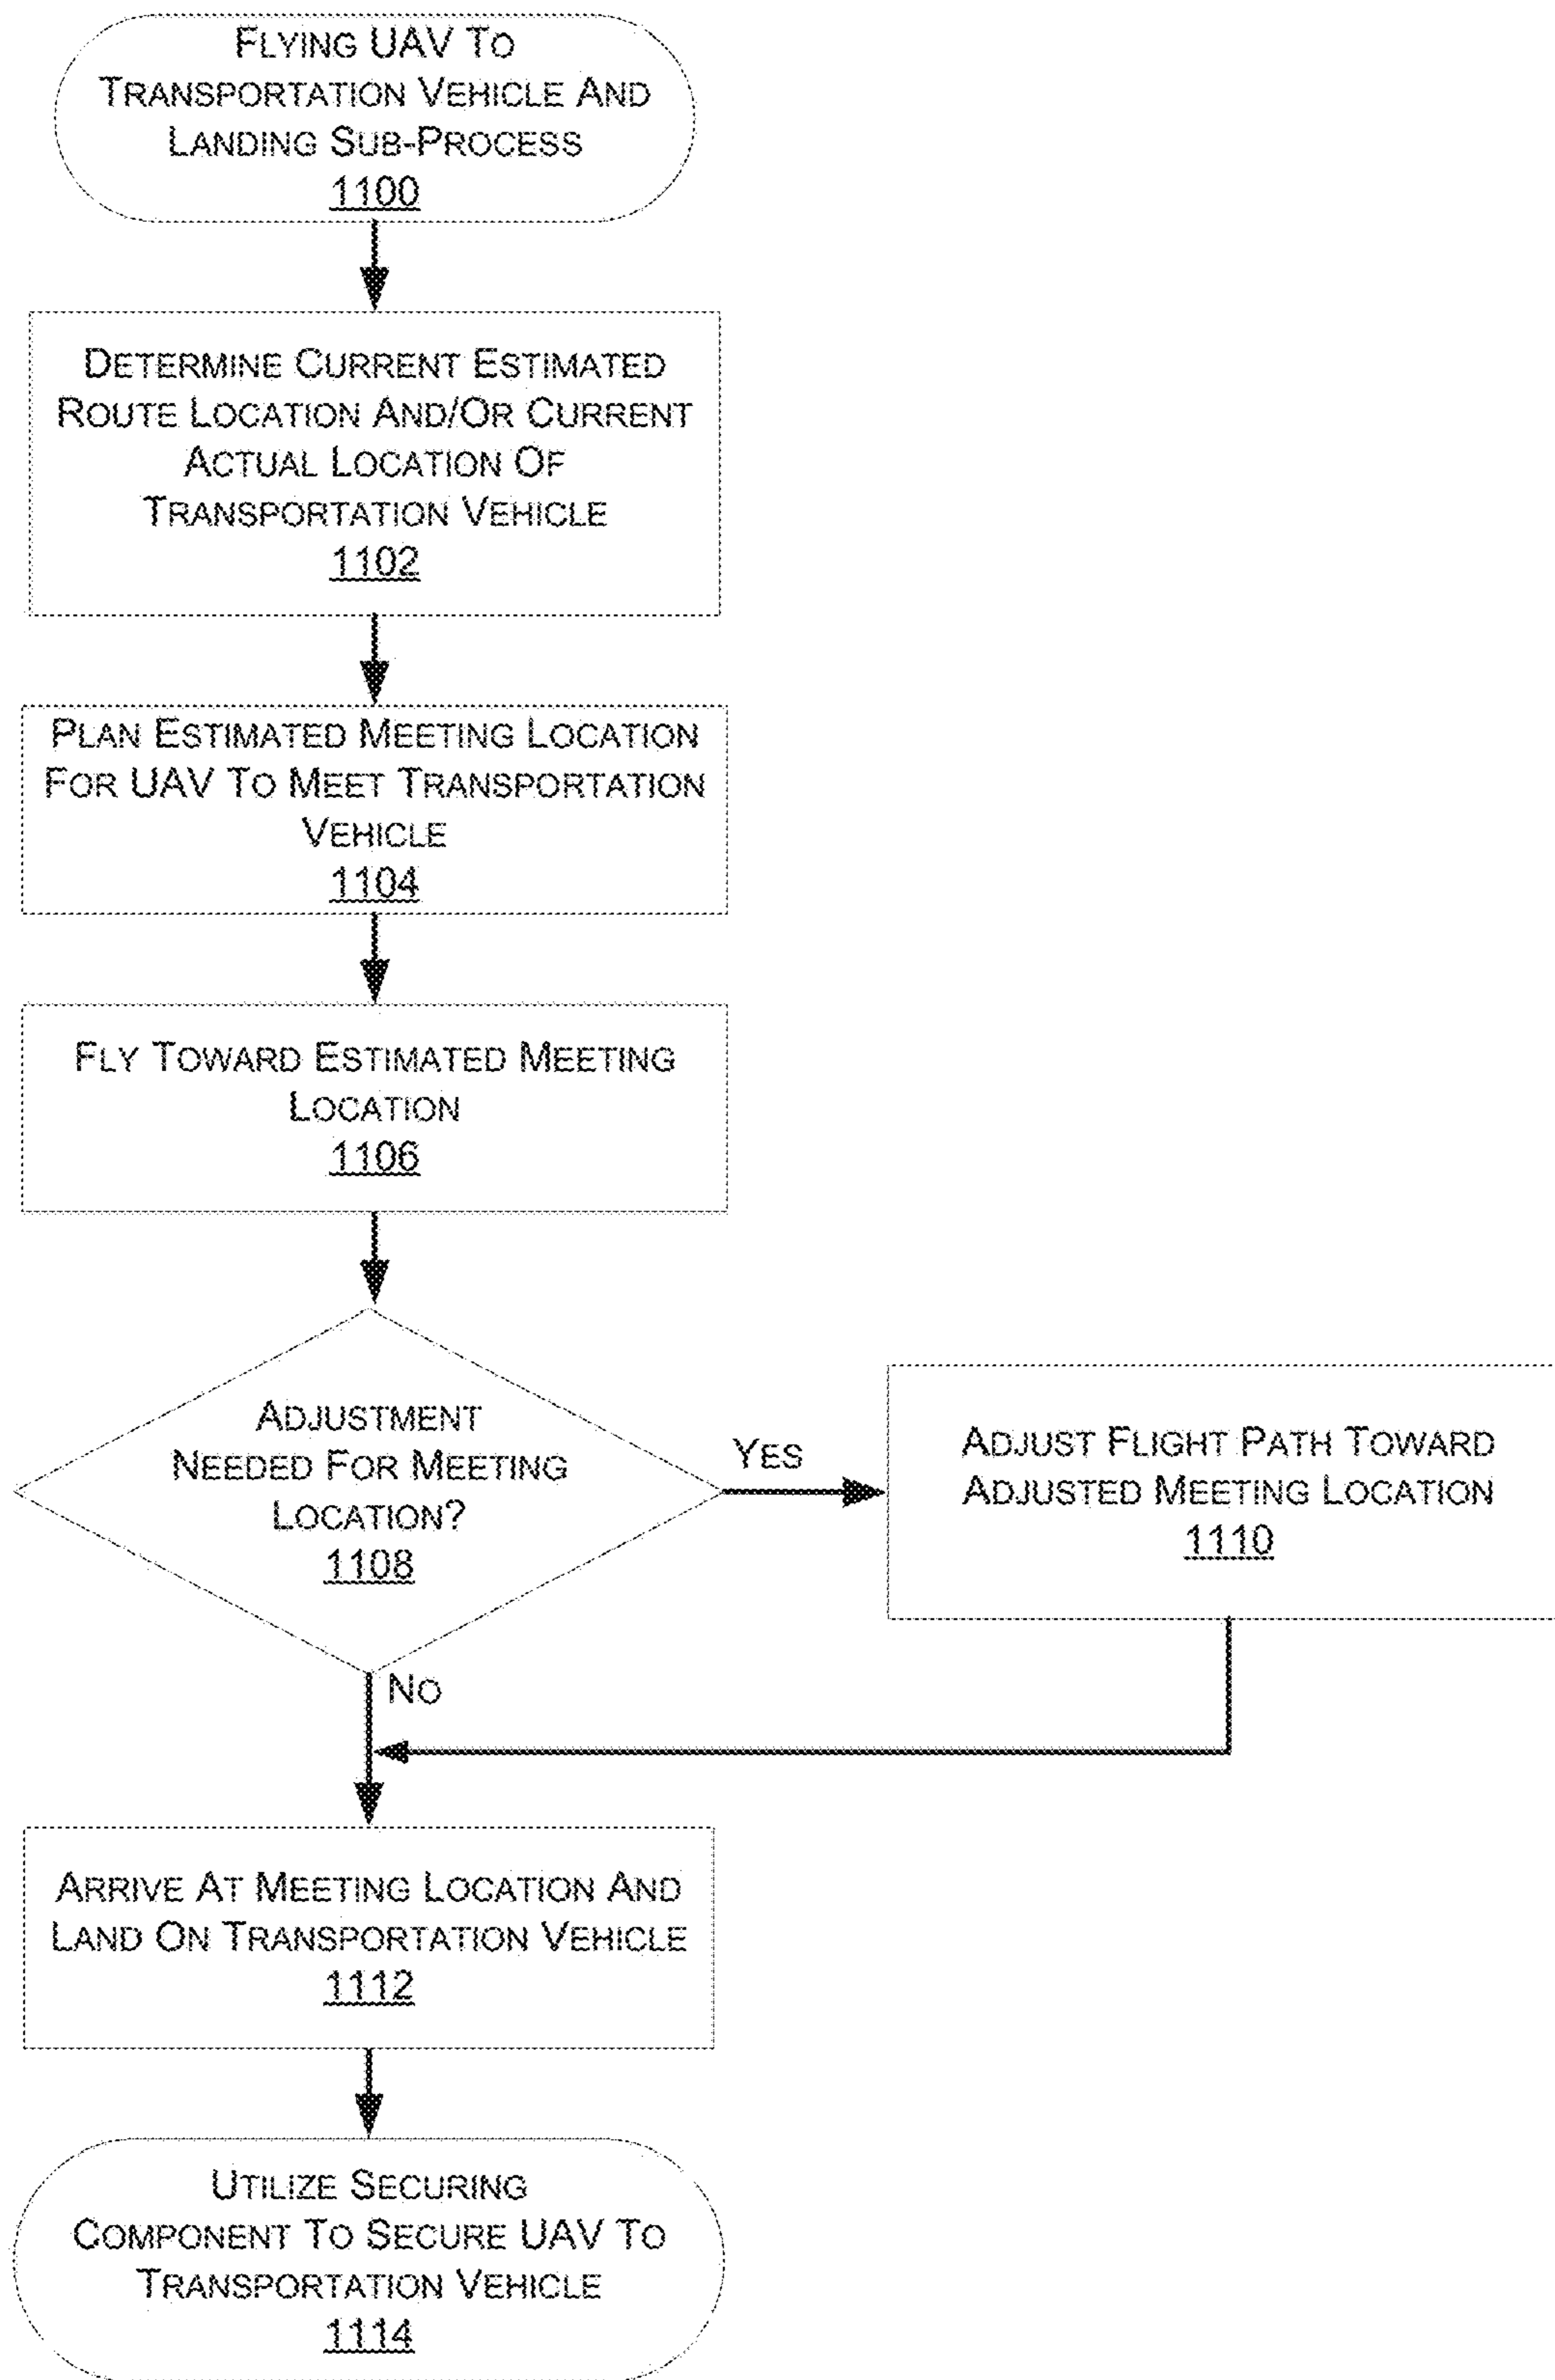 FLYING UAV TO
TRANSPORTATION VEHICLE AND
LANDING SUB-PROCESS
1100
DETERMINE CURRENT ESTIMATED
ROUTE LOCATION AND/OR CURRENT
ACTUAL LOCATION OF
TRANSPORTATION VEHICLE
1102
PLAN ESTIMATED MEETING LOCATION
FOR UAV TO MEET TRANSPORTATION
VEHICLE
1104
FLY TOWARD ESTIMATED MEETING
LOCATION
1106
ADJUSTMENT
NEEDED FOR MEETING
LOCATION?
1108
YES
ADJUST FLIGHT PATH TOWARD
ADJUSTED MEETING LOCATION
1110
NO
ARRIVE AT MEETING LOCATION AND
LAND ON TRANSPORTATION VEHICLE
1112
UTILIZE SECURING
COMPONENT TO SECURE UAV TO
TRANSPORTATION VEHICLE
1114